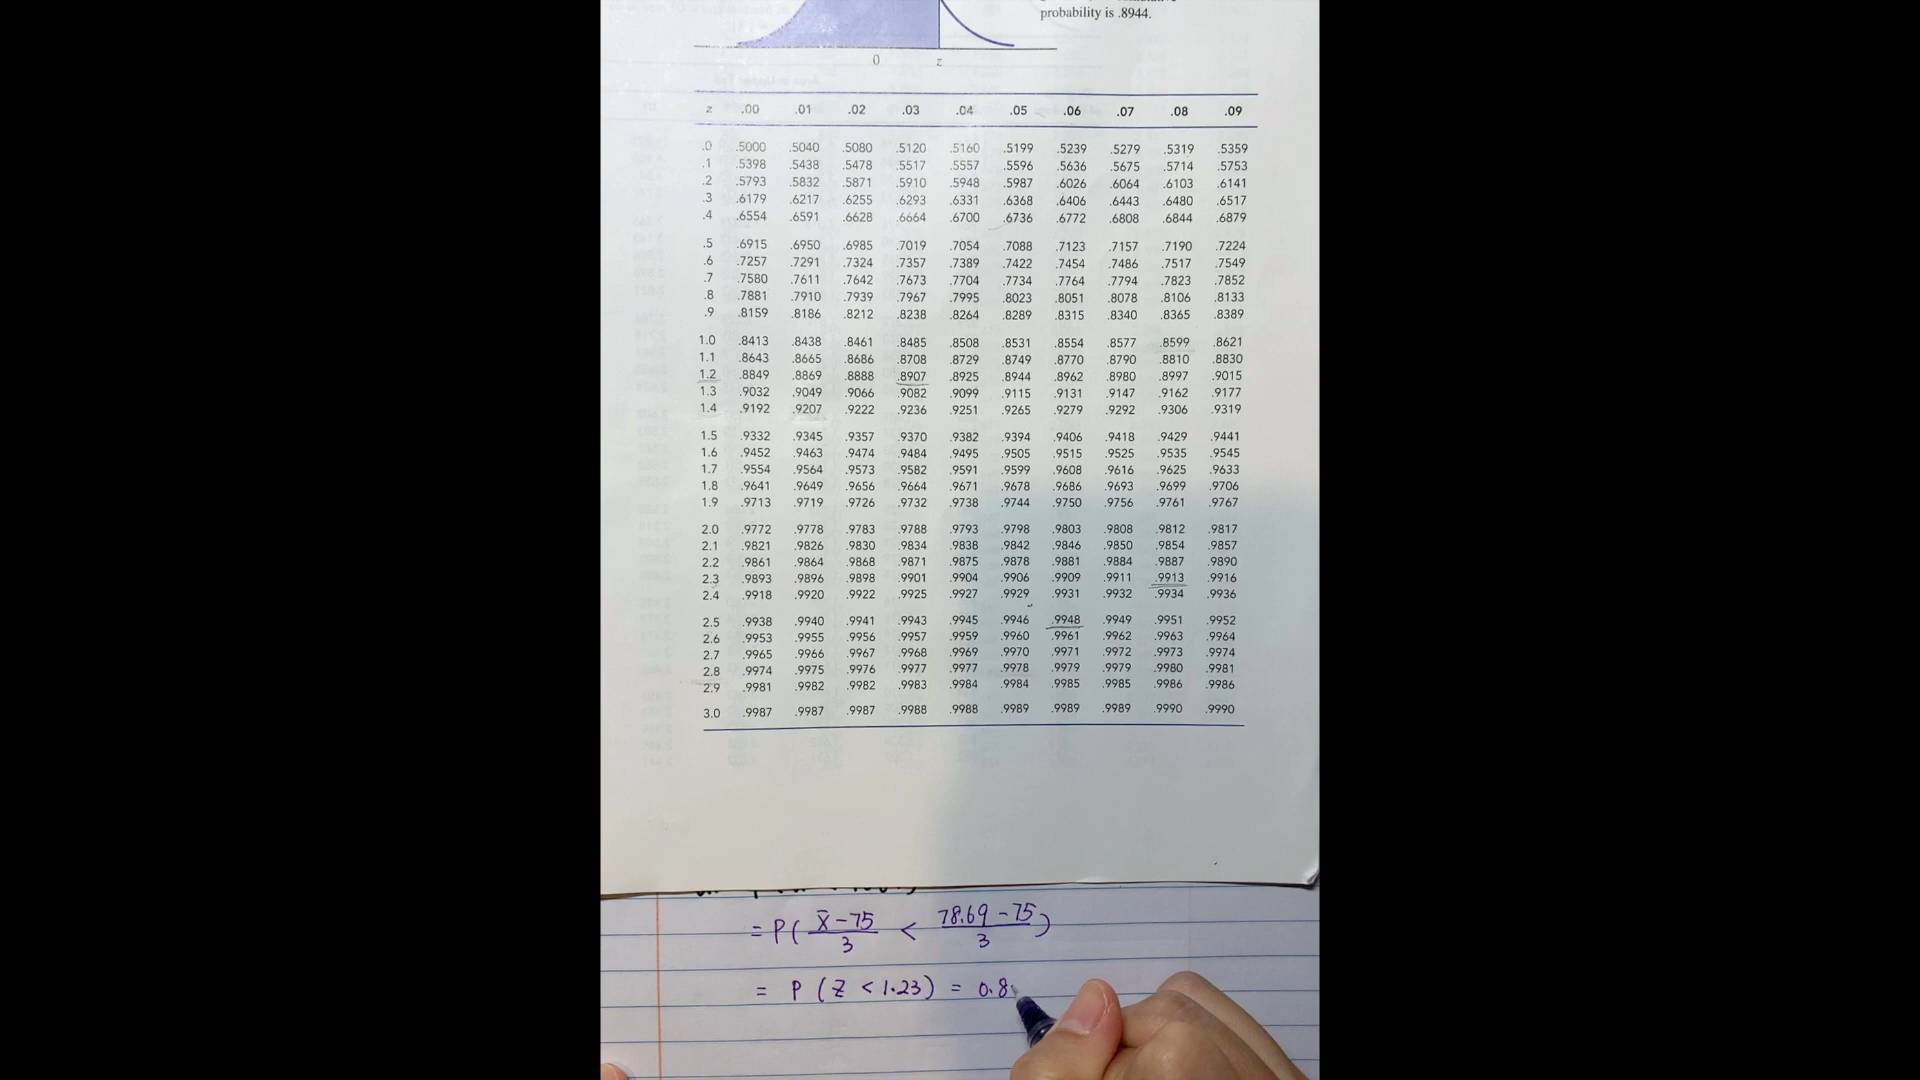 probability is .8944.
0 z
z .00 .01 .02 .03 .04 .05 .06 .07 .08 .09
.0 .5000 .5040 .5080 .5120 .5160 .5199 .5239 .5279 .5319 .5359
.1 .5398 .5438 .5478 .5517 .5557 .5596 .5636 .5675 .5714 .5753
.2 .5793 .5832 .5871 .5910 .5948 .5987 .6026 .6064 .6103 .6141
.3 .6179 .6217 .6255 .6293 .6331 .6368 .6406 .6443 .6480 .6517
.4 .6554 .6591 .6628 .6664 .6700 .6736 .6772 .6808 .6844 .6879
.5 .6915 .6950 .6985 .7019 .7054 .7088 .7123 .7157 .7190 .7224
.6 .7257 .7291 .7324 .7357 .7389 .7422 .7454 .7486 .7517 .7549
.7 .7580 .7611 .7642 .7673 .7704 .7734 .7764 .7794 .7823 .7852
.8 .7881 .7910 .7939 .7967 .7995 .8023 .8051 .8078 .8106 .8133
.9 .8159 .8186 .8212 .8238 .8264 .8289 .8315 .8340 .8365 .8389
1.0 .8413 .8438 .8461 .8485 .8508 .8531 .8554 .8577 .8599 .8621
1.1 .8643 .8665 .8686 .8708 .8729 .8749 .8770 .8790 .8810 .8830
1.2 .8849 .8869 .8888 .8907 .8925 .8944 .8962 .8980 .8997 .9015
1.3 .9032 .9049 .9066 .9082 .9099 .9115 .9131 .9147 .9162 .9177
1.4 .9192 .9207 .9222 .9236 .9251 .9265 .9279 .9292 .9306 .9319
1.5 .9332 .9345 .9357 .9370 .9382 .9394 .9406 .9418 .9429 .9441
1.6 .9452 .9463 .9474 .9484 .9495 .9505 .9515 .9525 .9535 .9545
1.7 .9554 .9564 .9573 .9582 .9591 .9599 .9608 .9616 .9625 .9633
1.8 .9641 .9649 .9656 .9664 .9671 .9678 .9686 .9693 .9699 .9706
1.9 .9713 .9719 .9726 .9732 .9738 .9744 .9750 .9756 .9761 .9767
2.0 .9772 .9778 .9783 .9788 .9793 .9798 .9803 .9808 .9812 .9817
2.1 .9821 .9826 .9830 .9834 .9838 .9842 .9846 .9850 .9854 .9857
2.2 .9861 .9864 .9868 .9871 .9875 .9878 .9881 .9884 .9887 .9890
2.3 .9893 .9896 .9898 .9901 .9904 .9906 .9909 .9911 .9913 .9916
2.4 .9918 .9920 .9922 .9925 .9927 .9929 .9931 .9932 .9934 .9936
2.5 .9938 .9940 .9941 .9943 .9945 .9946 .9948 .9949 .9951 .9952
2.6 .9953 .9955 .9956 .9957 .9959 .9960 .9961 .9962 .9963 .9964
2.7 .9965 .9966 .9967 .9968 .9969 .9970 .9971 .9972 .9973 .9974
2.8 .9974 .9975 .9976 .9977 .9977 .9978 .9979 .9979 .9980 .9981
2.9 .9981 .9982 .9982 .9983 .9984 .9984 .9985 .9985 .9986 .9986
3.0 .9987 .9987 .9987 .9988 .9988 .9989 .9989 .9989 .9990 .9990
= P( x̄-75 / 3 < 78.69-75 / 3 )
= P (Z < 1.23) = 0.8